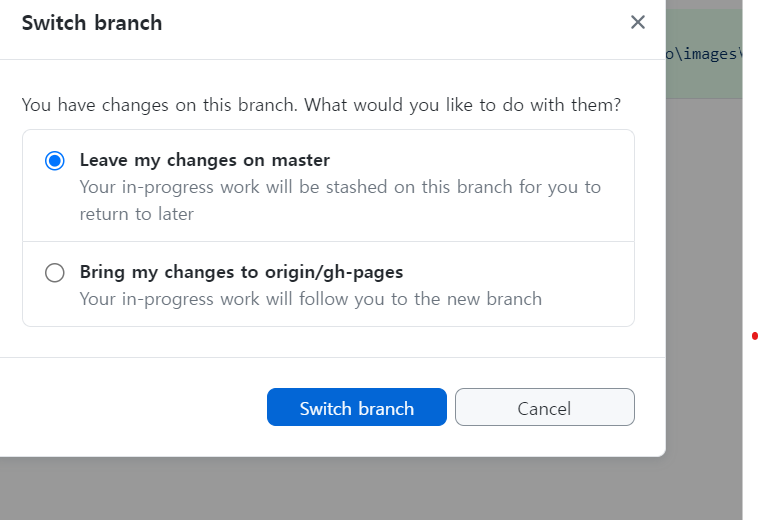 Switch branch
o\images\
You have changes on this branch. What would you like to do with them?
Leave my changes on master
Your in-progress work will be stashed on this branch for you to
return to later
Bring my changes to origin/gh-pages
Your in-progress work will follow you to the new branch
Switch branch
Cancel